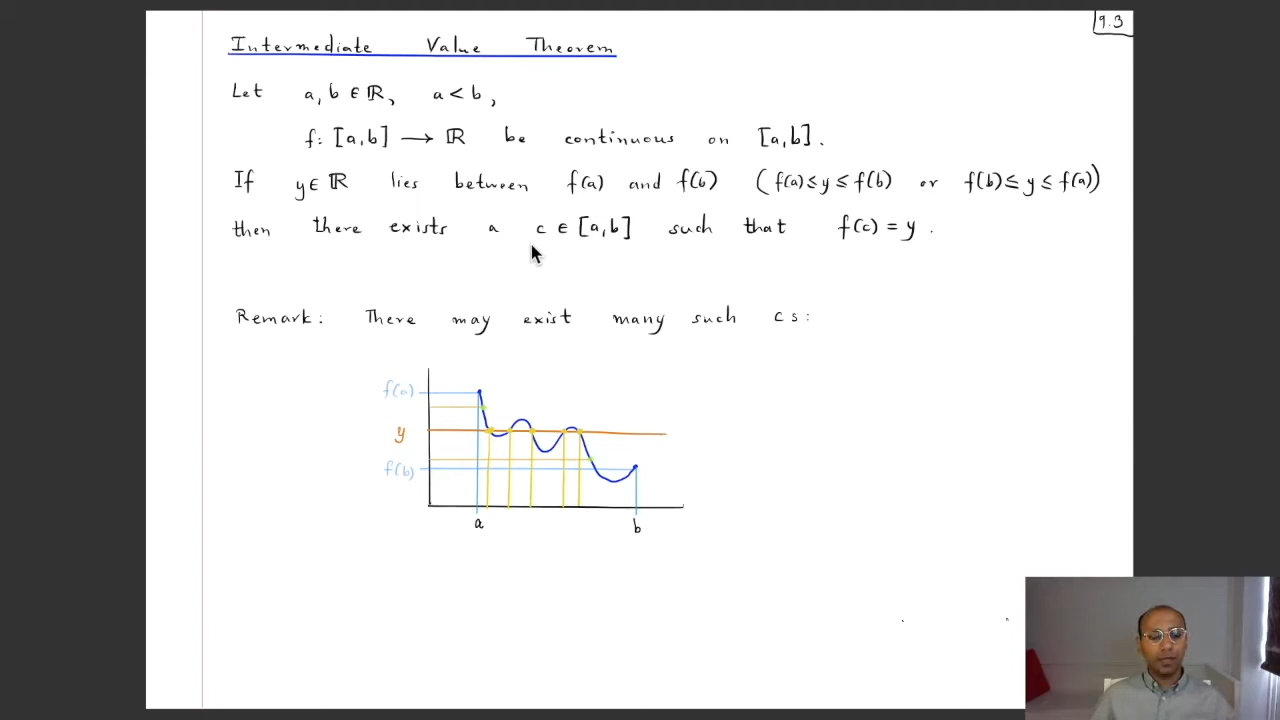 9.3
Intermediate Value Theorem
Let a, b ∈ ℝ, a < b,
f: [a,b] ⟶ ℝ be continuous on [a,b].
If y ∈ ℝ lies between f(a) and f(b) (f(a) ≤ y ≤ f(b) or f(b) ≤ y ≤ f(a))
then there exists a c ∈ [a,b] such that f(c) = y.
Remark: There may exist many such cs:
f(a)
y
f(b)
a b